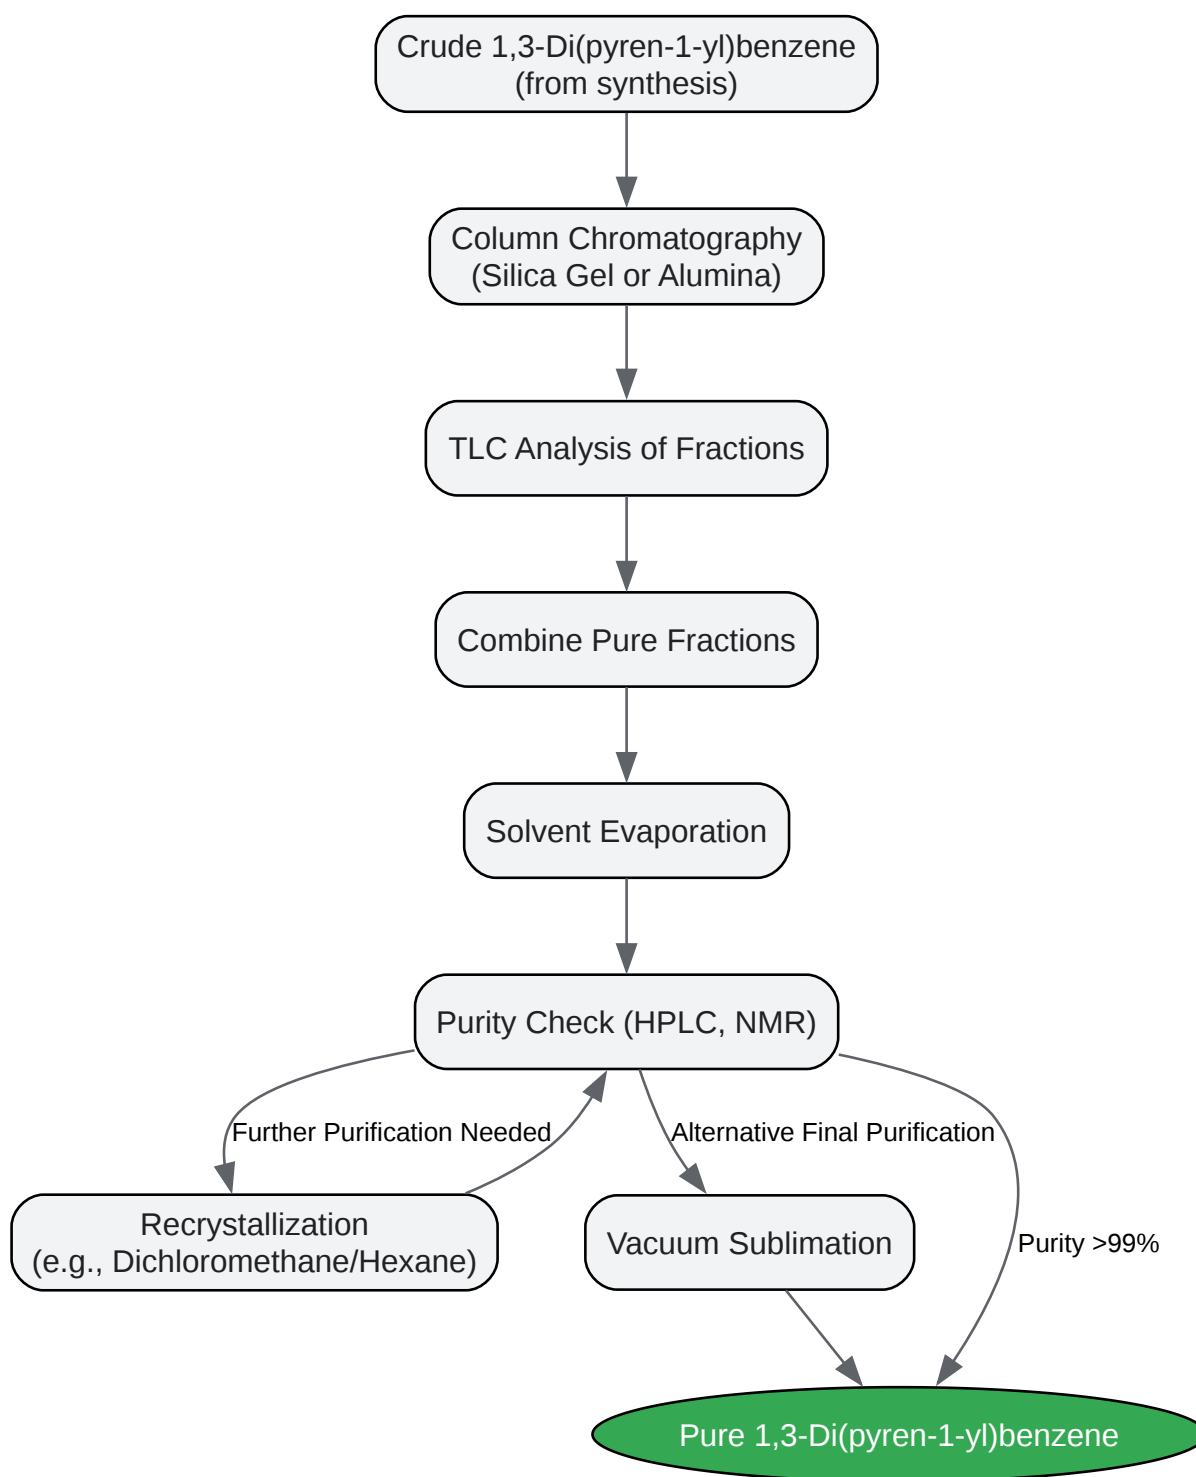 Crude 1,3-Di(pyren-1-yl)benzene
(from synthesis)
Column Chromatography
(Silica Gel or Alumina)
TLC Analysis of Fractions
Combine Pure Fractions
Solvent Evaporation
Purity Check (HPLC, NMR)
Further Purification Needed
Alternative Final Purification
Recrystallization
(e.g., Dichloromethane/Hexane)
Vacuum Sublimation
Purity >99%
Pure 1,3-Di(pyren-1-yl)benzene